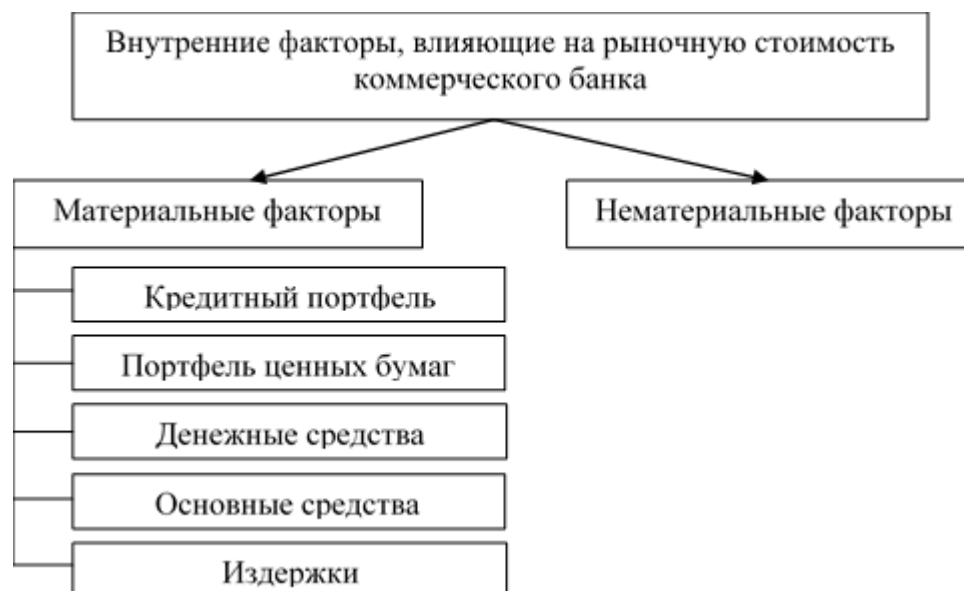 Внутренние факторы, влияющие на рыночную стоимость
коммерческого банка
Материальные факторы
Нематериальные факторы
Кредитный портфель
Портфель ценных бумаг
Денежные средства
Основные средства
Издержки